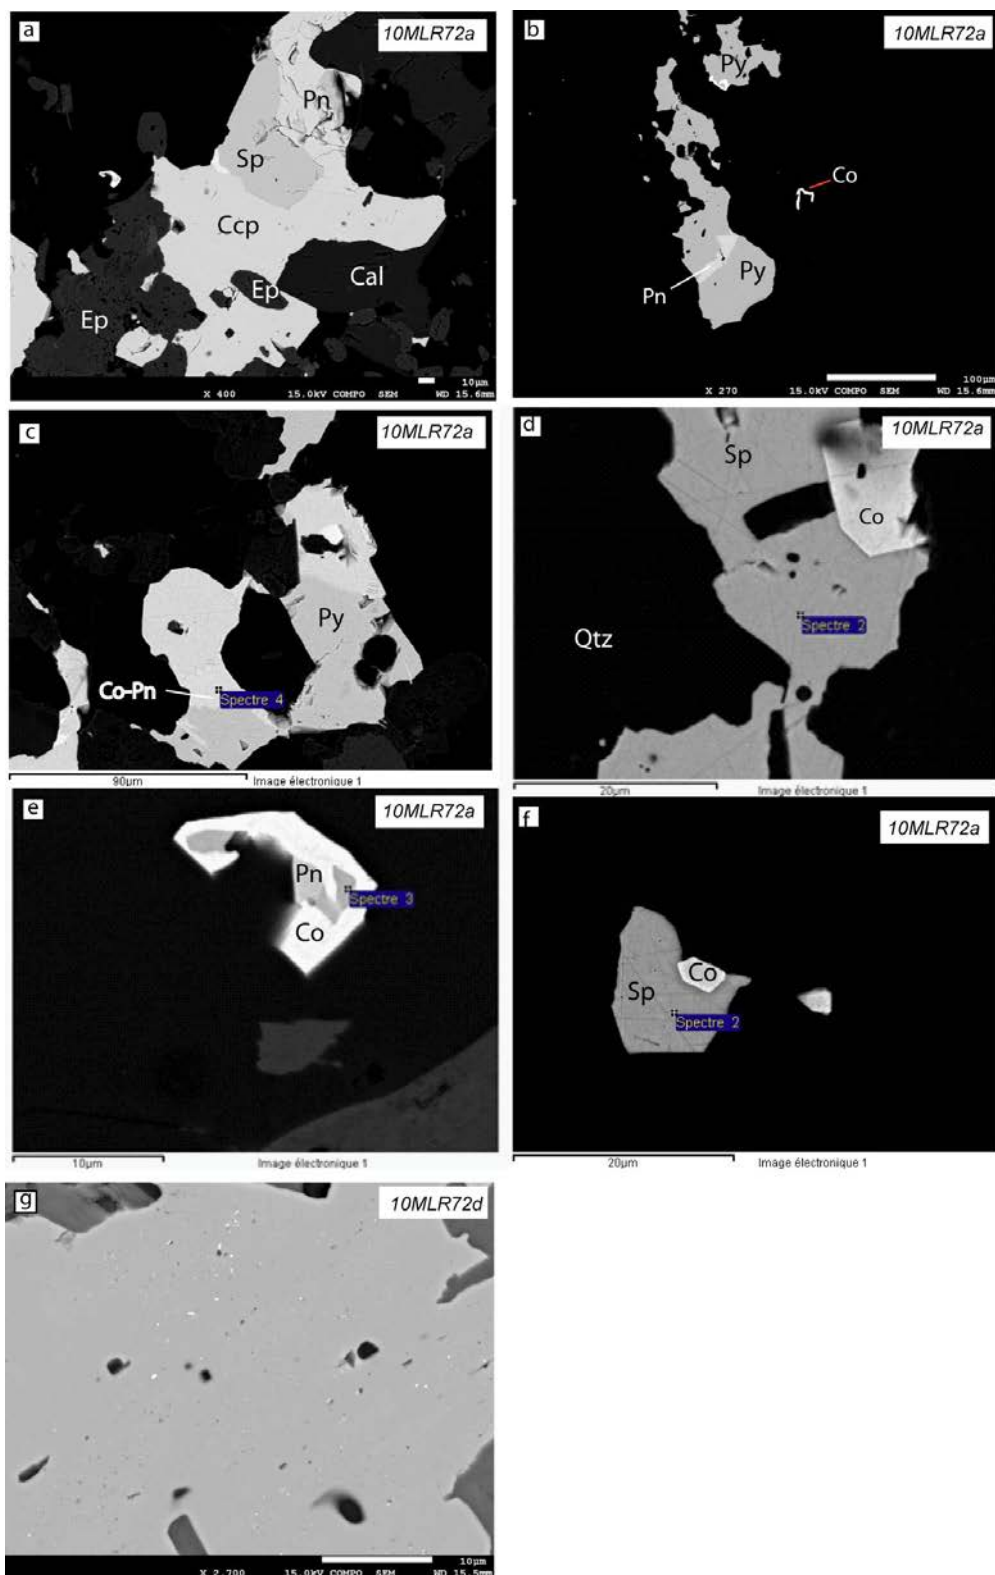 a
10MLR72a
Pn
Sp
Ccp
Cal
Ep
Ep
X 400 15.0kV COMPO SEM WD 15.6mm
10µm
b
10MLR72a
Py
Co
Pn
Py
X 270 15.0kV COMPO SEM WD 15.6mm
100µm
c
10MLR72a
Py
Co-Pn
Spectre 4
90µm
Image électronique 1
d
10MLR72a
Sp
Co
Spectre 2
Qtz
20µm
Image électronique 1
e
10MLR72a
Pn
Spectre 3
Co
10µm
Image électronique 1
f
10MLR72a
Co
Sp
Spectre 2
20µm
Image électronique 1
g
10MLR72d
10µm
X 2,700 15.0kV COMPO SEM WD 15.5mm